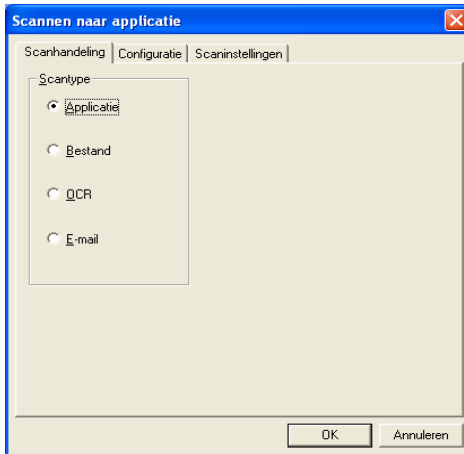 Scannen naar applicatie
Scanhandeling Configuratie Scaninstellingen
Scantype
Applicatie
Bestand
OCR
E-mail
OK Annuleren